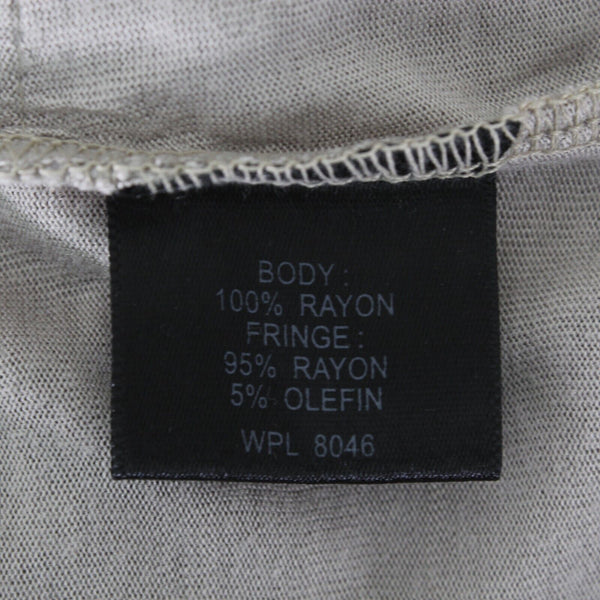 BODY :
100% RAYON
FRINGE :
95% RAYON
5% OLEFIN
WPL 8046